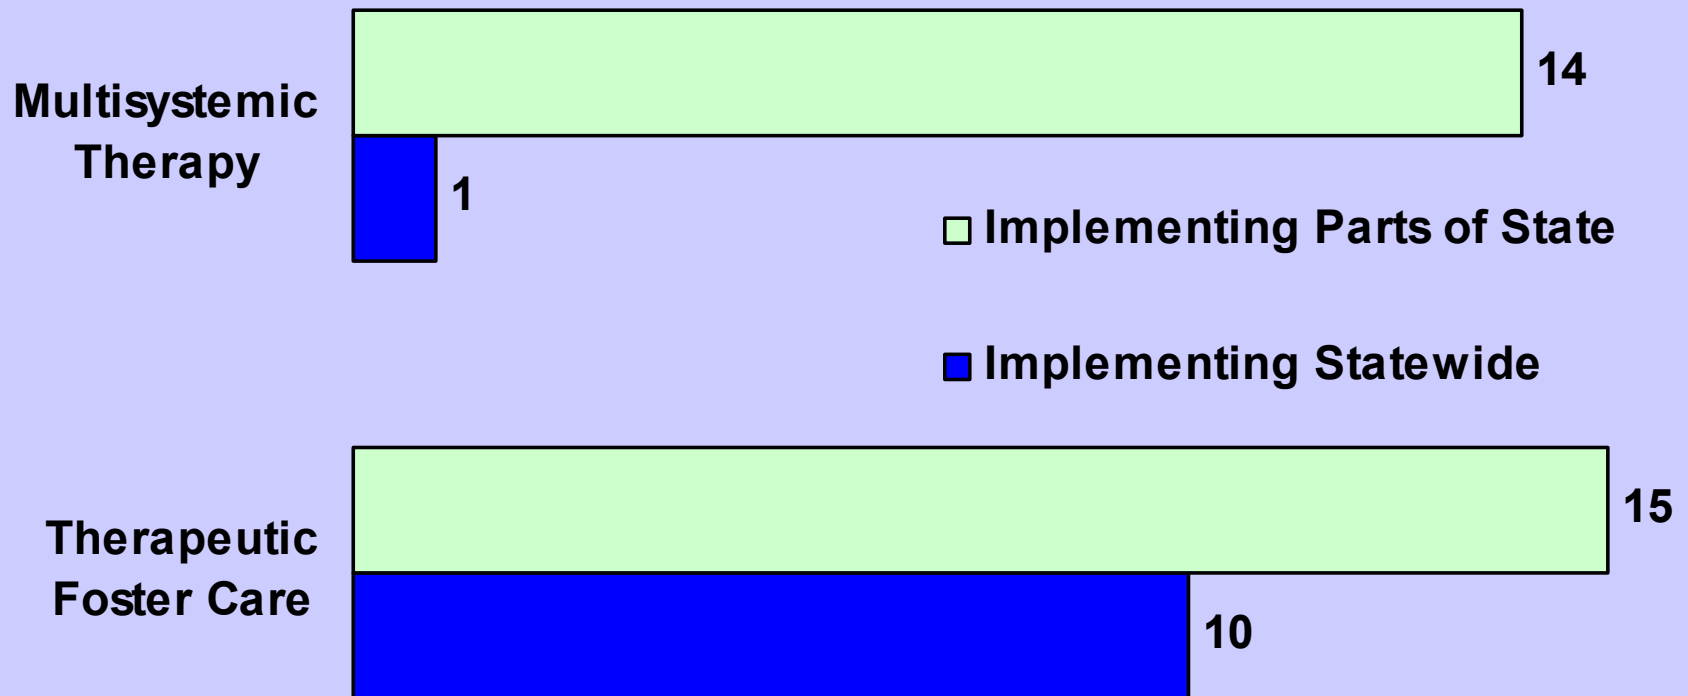 14
Multisystemic
Therapy
1
Implementing Parts of State
Implementing Statewide
15
Therapeutic
Foster Care
10